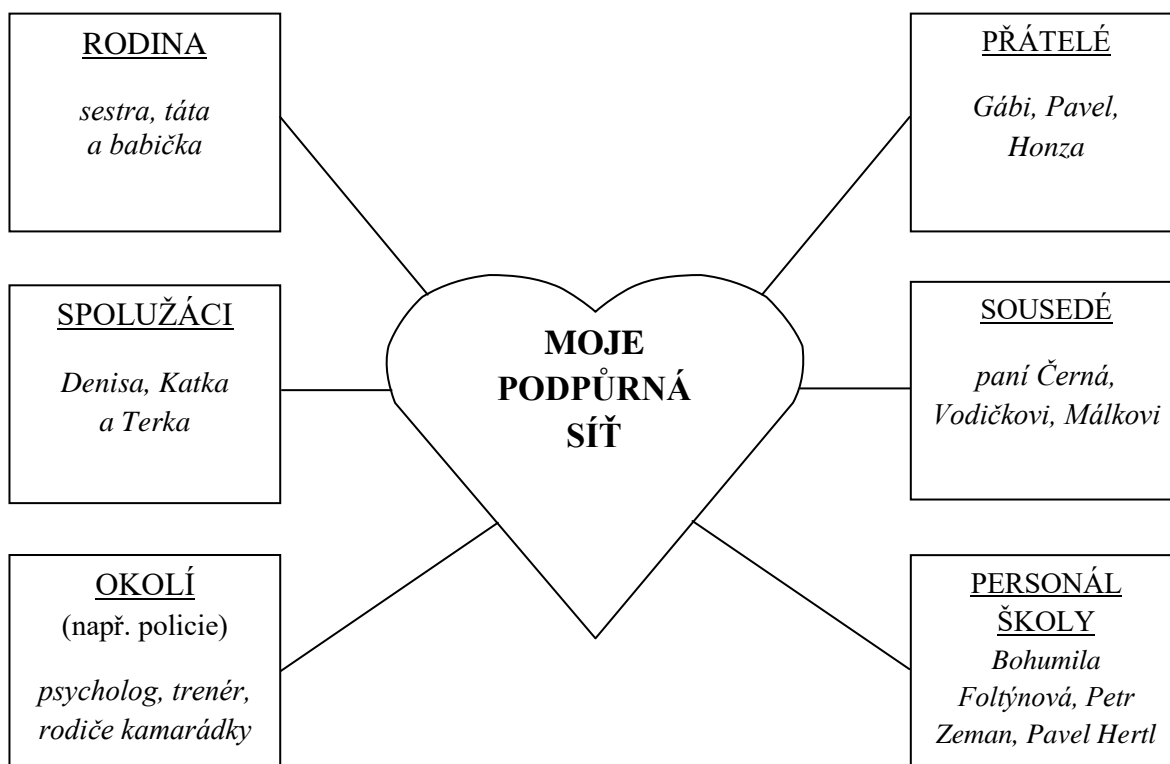 RODINA
sestra, táta
a babička
PŘÁTELÉ
Gábi, Pavel,
Honza
SPOLUŽÁCI
Denisa, Katka
a Terka
MOJE
PODPŮRNÁ
SÍŤ
SOUSEDÉ
paní Černá,
Vodičkovi, Málkovi
OKOLÍ
(např. policie)
psycholog, trenér,
rodiče kamarádky
PERSONÁL
ŠKOLY
Bohumila
Foltýnová, Petr
Zeman, Pavel Hertl